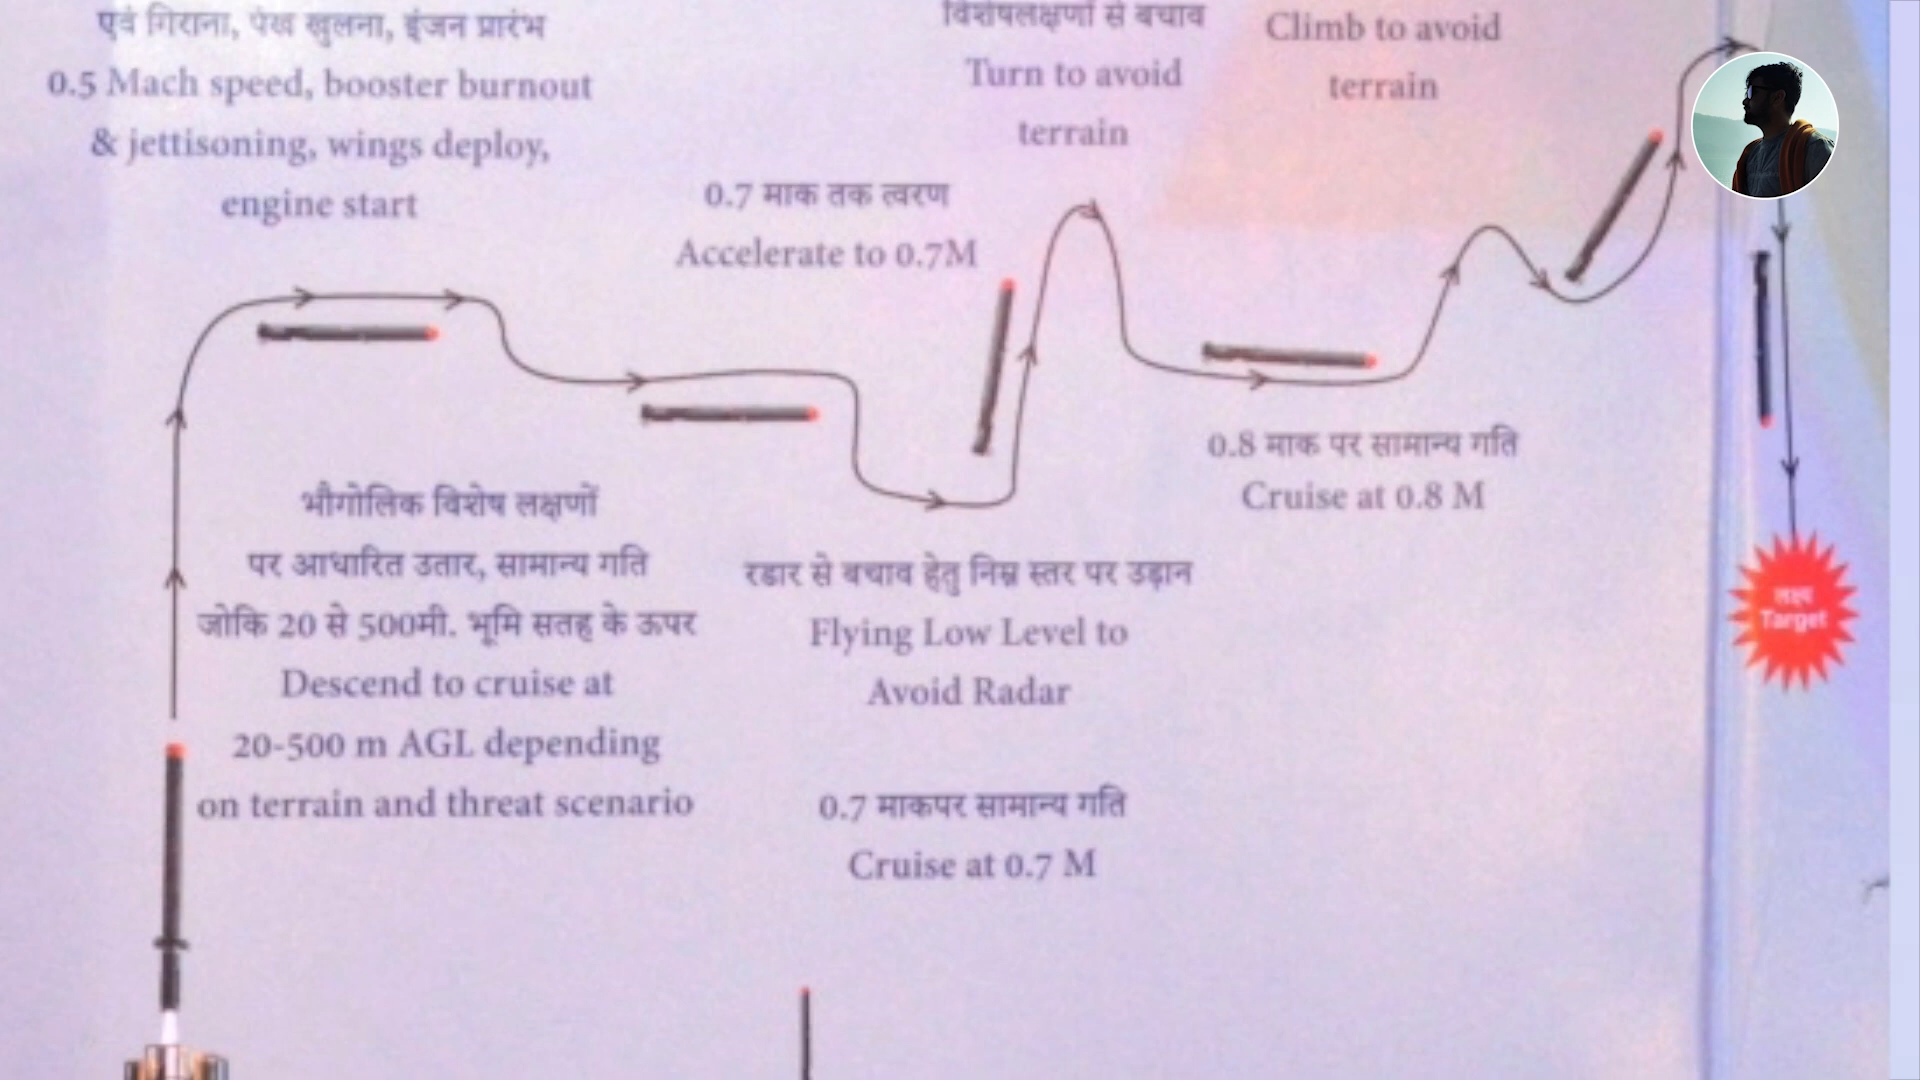 एवं गिराना, पंख खुलना, इंजन प्रारंभ
0.5 Mach speed, booster burnout
& jettisoning, wings deploy,
engine start
0.7 माक तक त्वरण
Accelerate to 0.7M
विशेषलक्षणों से बचाव
Turn to avoid
terrain
Climb to avoid
terrain
भौगोलिक विशेष लक्षणों
पर आधारित उतार, सामान्य गति
जोकि 20 से 500मी. भूमि सतह के ऊपर
Descend to cruise at
20-500 m AGL depending
on terrain and threat scenario
रडार से बचाव हेतु निम्न स्तर पर उड़ान
Flying Low Level to
Avoid Radar
0.7 माकपर सामान्य गति
Cruise at 0.7 M
0.8 माक पर सामान्य गति
Cruise at 0.8 M
लक्ष्य
Target